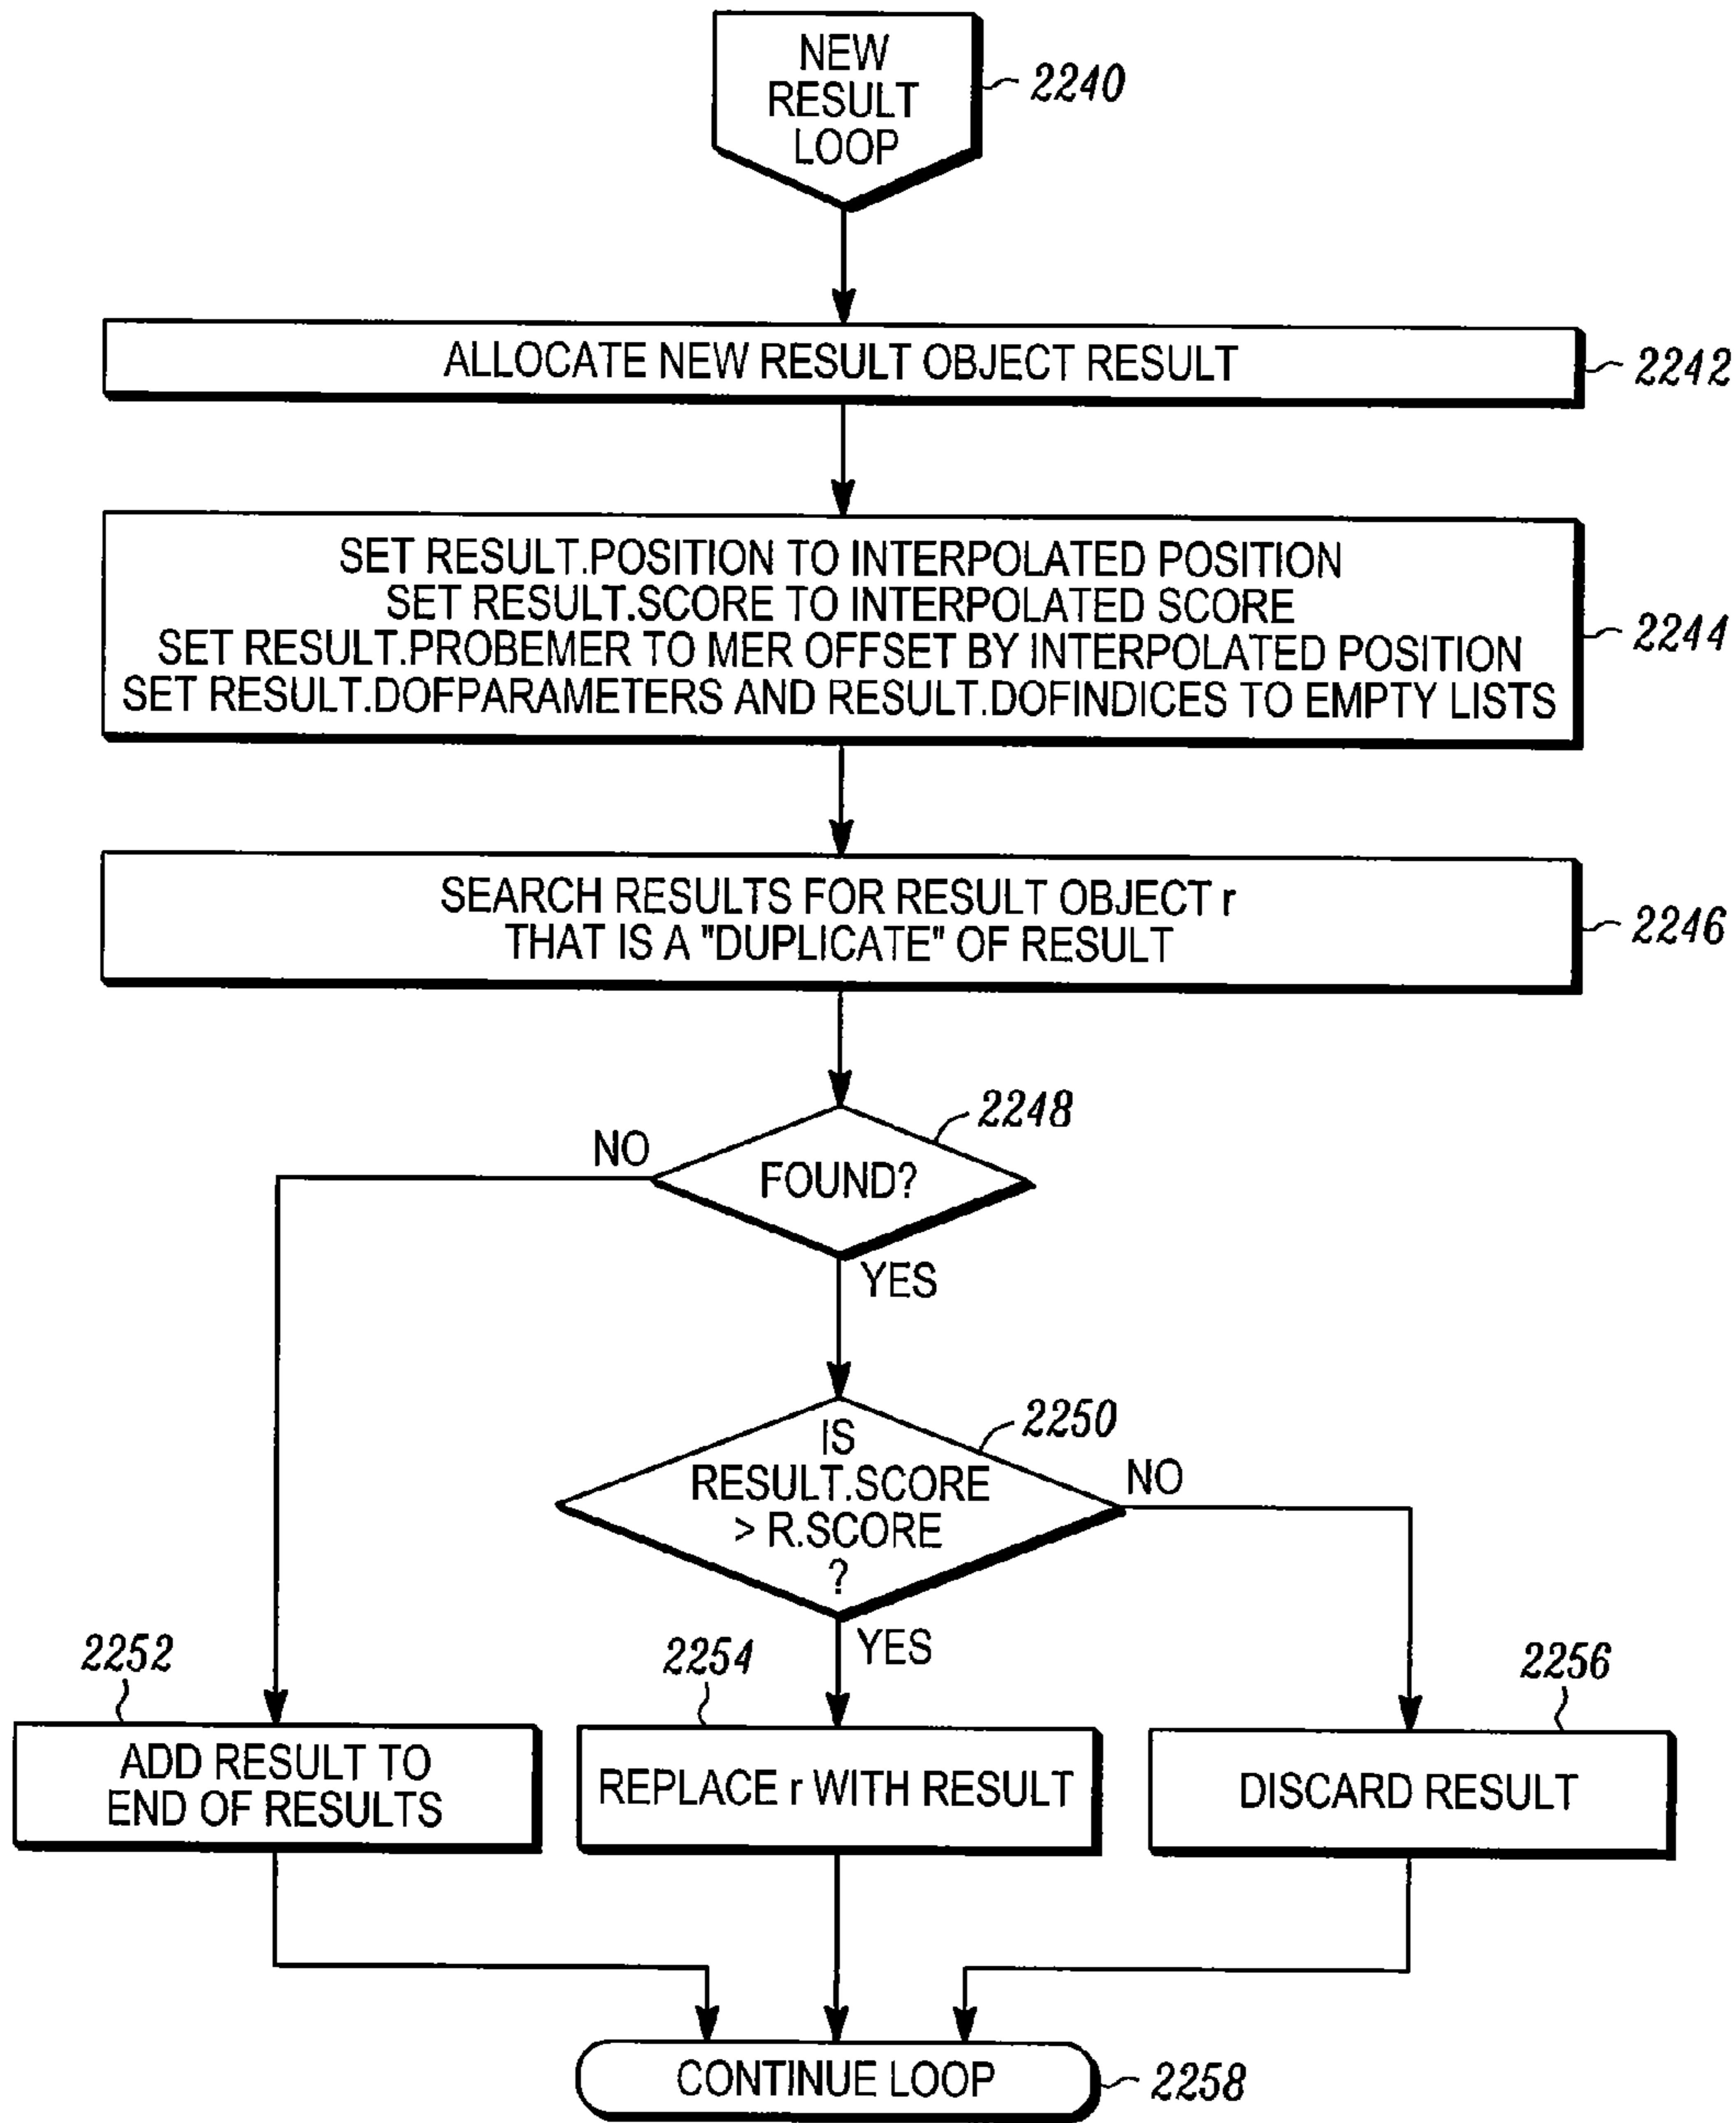 NEW
RESULT
LOOP
2240
ALLOCATE NEW RESULT OBJECT RESULT
2242
SET RESULT.POSITION TO INTERPOLATED POSITION
SET RESULT.SCORE TO INTERPOLATED SCORE
SET RESULT.PROBEMER TO MER OFFSET BY INTERPOLATED POSITION
SET RESULT.DOFPARAMETERS AND RESULT.DOFINDICES TO EMPTY LISTS
2244
SEARCH RESULTS FOR RESULT OBJECT r
THAT IS A "DUPLICATE" OF RESULT
2246
2248
NO
FOUND?
YES
2250
IS
RESULT.SCORE
> R.SCORE
?
NO
YES
2252
2254
2256
ADD RESULT TO
END OF RESULTS
REPLACE r WITH RESULT
DISCARD RESULT
CONTINUE LOOP
2258